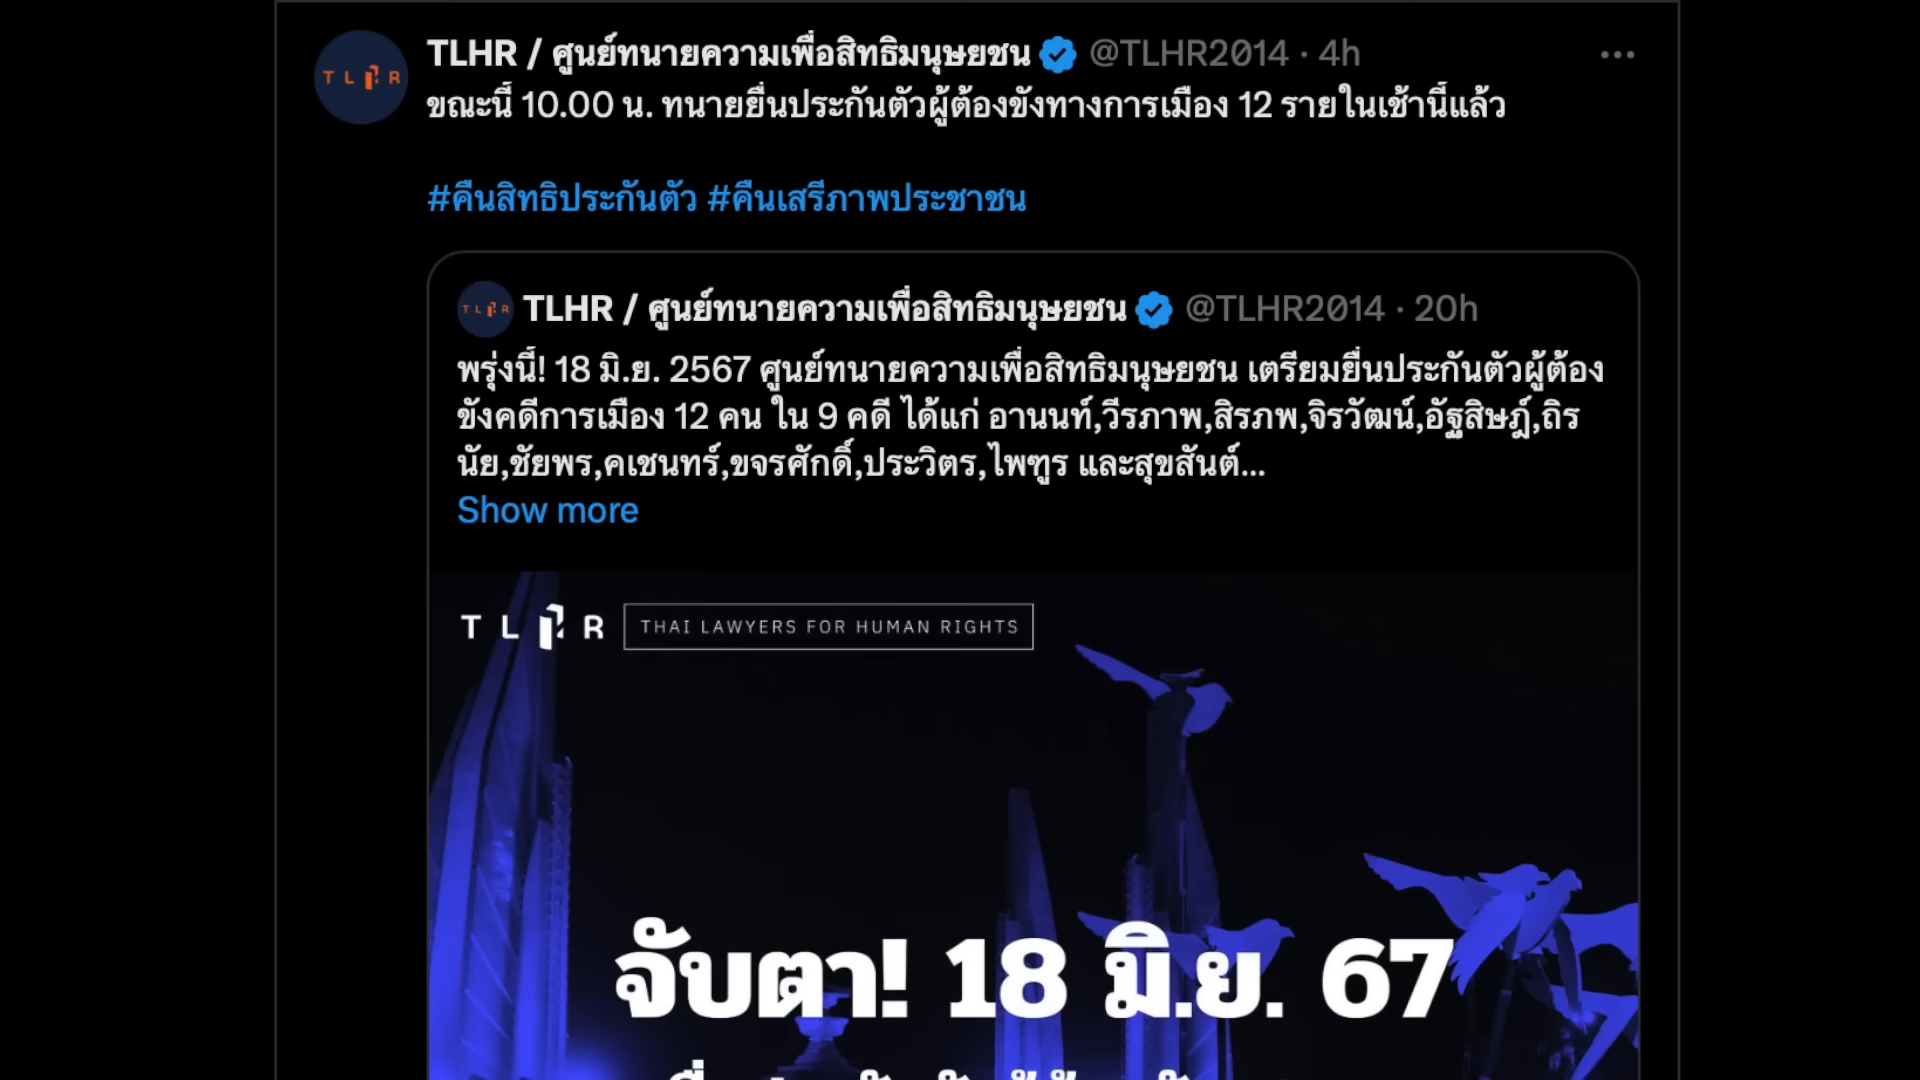 TLHR / ศูนย์ทนายความเพื่อสิทธิมนุษยชน @TLHR2014 · 4h
ขณะนี้ 10.00 น. ทนายยื่นประกันตัวผู้ต้องขังทางการเมือง 12 รายในเช้านี้แล้ว
#คืนสิทธิประกันตัว #คืนเสรีภาพประชาชน
TLHR / ศูนย์ทนายความเพื่อสิทธิมนุษยชน @TLHR2014 · 20h
พรุ่งนี้! 18 มิ.ย. 2567 ศูนย์ทนายความเพื่อสิทธิมนุษยชน เตรียมยื่นประกันตัวผู้ต้อง
ขังคดีการเมือง 12 คน ใน 9 คดี ได้แก่ อานนท์,วีรภาพ,สิรภพ,จิรวัฒน์,อัฐสิษฎ์,ถิร
นัย,ชัยพร,คเชนทร์,ขจรศักดิ์,ประวิตร,ไพฑูร และสุขสันต์...
Show more
TLHR THAI LAWYERS FOR HUMAN RIGHTS
จับตา! 18 มิ.ย. 67